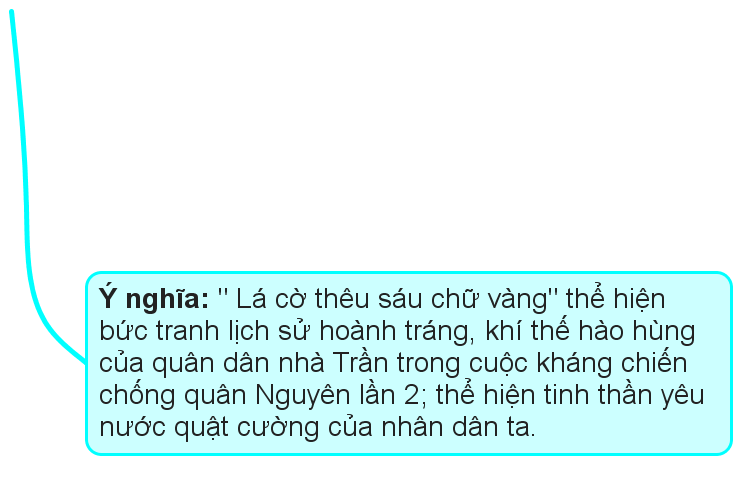 Ý nghĩa: " Lá cờ thêu sáu chữ vàng" thể hiện
bức tranh lịch sử hoành tráng, khí thế hào hùng
của quân dân nhà Trần trong cuộc kháng chiến
chống quân Nguyên lần 2; thể hiện tinh thần yêu
nước quật cường của nhân dân ta.